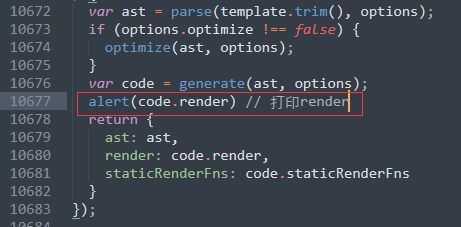 10672 var ast = parse(template.trim(), options);
10673 if (options.optimize !== false) {
10674 optimize(ast, options);
10675 }
10676 var code = generate(ast, options);
10677 alert(code.render) // 打印render
10678 return {
10679 ast: ast,
10680 render: code.render,
10681 staticRenderFns: code.staticRenderFns
10682 }
10683 });